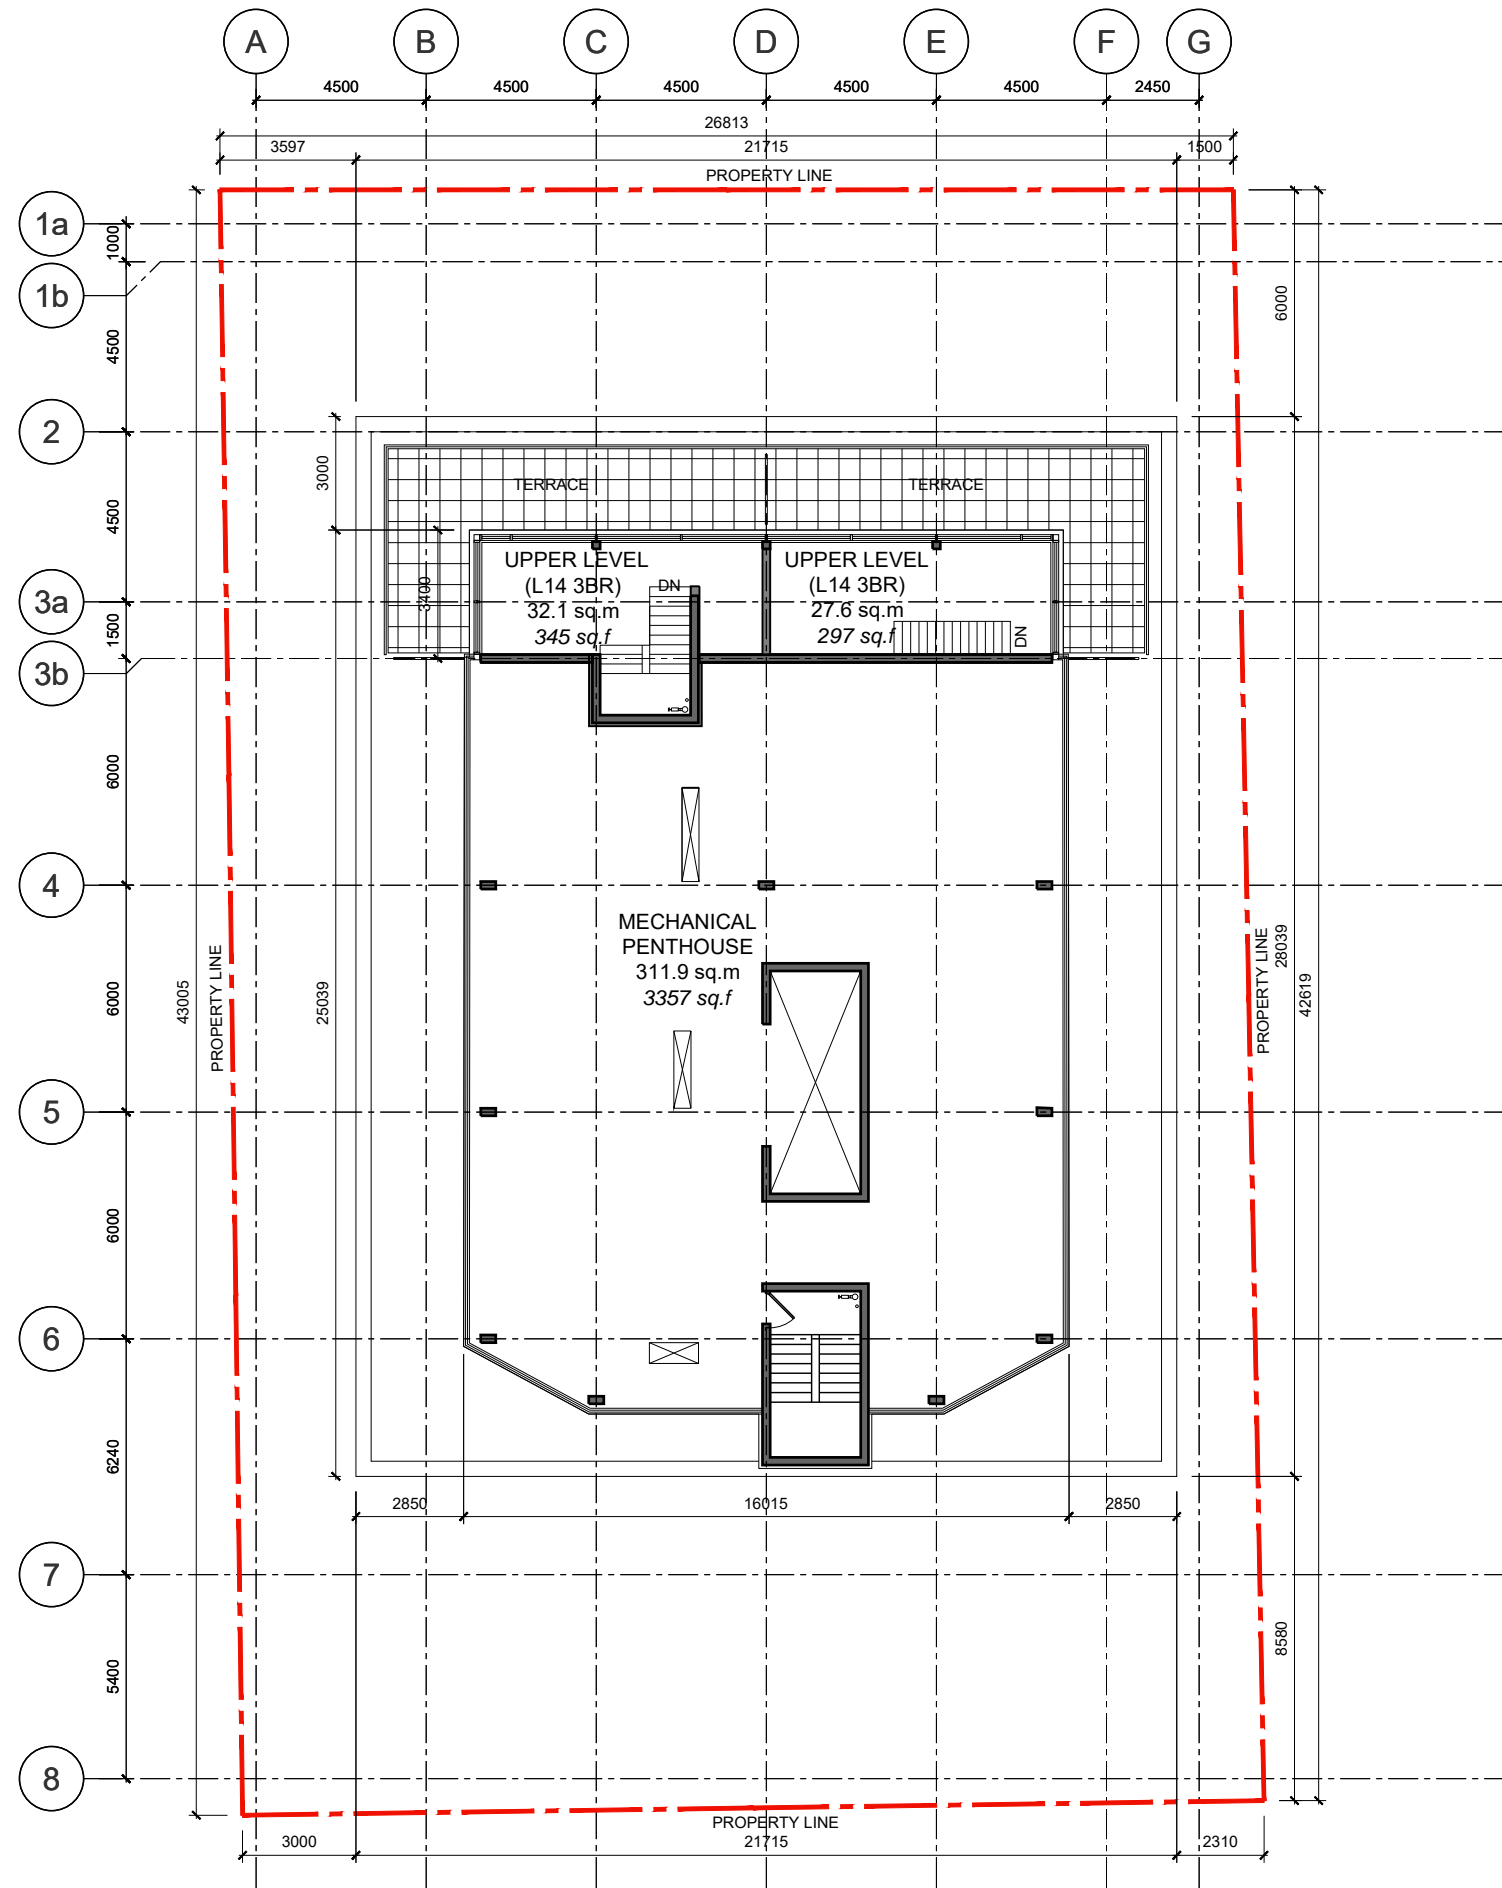 A B C D E F G
4500 4500 4500 4500 4500 2450
26813
3597 21715 1500
PROPERTY LINE
1a
1000
1b
4500
6000
2
4500
3000
TERRACE TERRACE
UPPER LEVEL
(L14 3BR)
32.1 sq.m
345 sq.f
DN
UPPER LEVEL
(L14 3BR)
27.6 sq.m
297 sq.f
DN
3400
3a
1500
3b
6000
4
MECHANICAL
PENTHOUSE
311.9 sq.m
3357 sq.f
43005
PROPERTY LINE
25039
PROPERTY LINE
28039
42619
6000
5
6000
6
6240
2850 16015 2850
7
5400
8580
8
PROPERTY LINE
3000 21715 2310